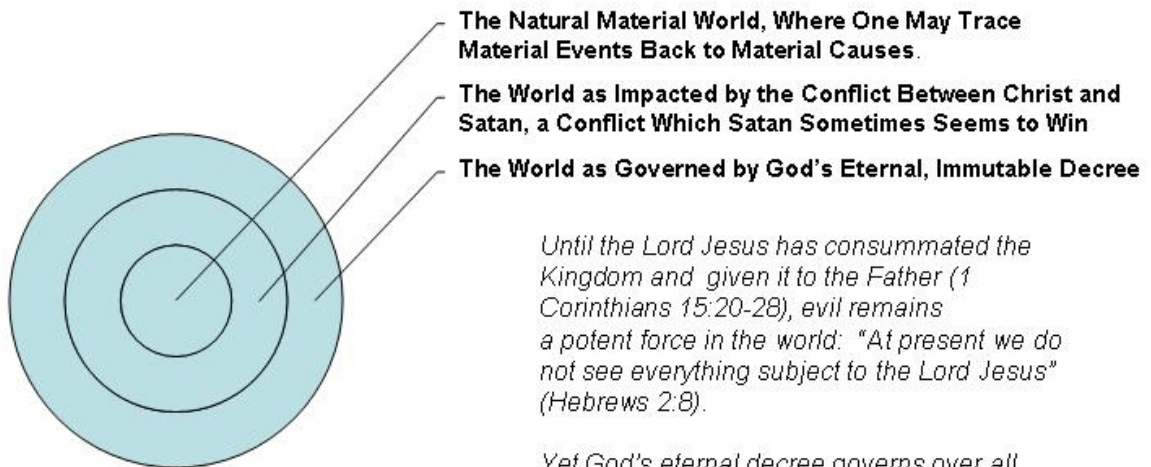 The Natural Material World, Where One May Trace
Material Events Back to Material Causes.
The World as Impacted by the Conflict Between Christ and
Satan, a Conflict Which Satan Sometimes Seems to Win
The World as Governed by God's Eternal, Immutable Decree
Until the Lord Jesus has consummated the
Kingdom and given it to the Father (1
Corinthians 15:20-28), evil remains
a potent force in the world: "At present we do
not see everything subject to the Lord Jesus"
(Hebrews 2:8).
Yet God's eternal decree governs over all